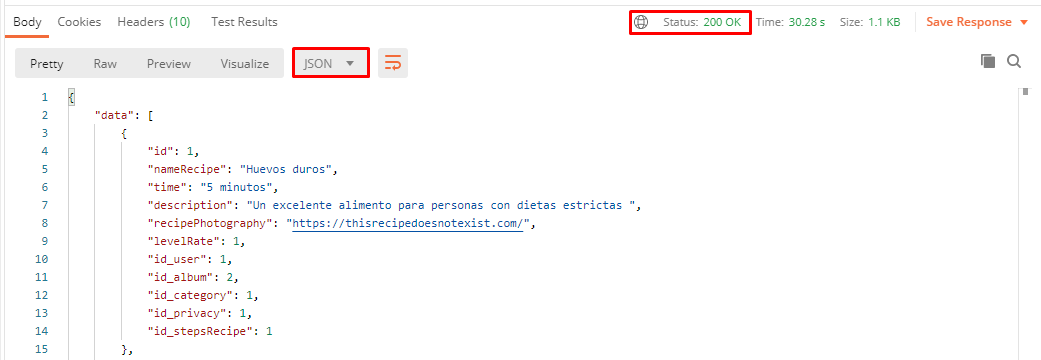 Body Cookies Headers (10) Test Results Status: 200 OK Time: 30.28 s Size: 1.1 KB Save Response
Pretty Raw Preview Visualize JSON
1 {
2 "data": [
3 {
4 "id": 1,
5 "nameRecipe": "Huevos duros",
6 "time": "5 minutos",
7 "description": "Un excelente alimento para personas con dietas estrictas ",
8 "recipePhotography": "https://thisrecipedoesnotexist.com/",
9 "levelRate": 1,
10 "id_user": 1,
11 "id_album": 2,
12 "id_category": 1,
13 "id_privacy": 1,
14 "id_stepsRecipe": 1
15 },